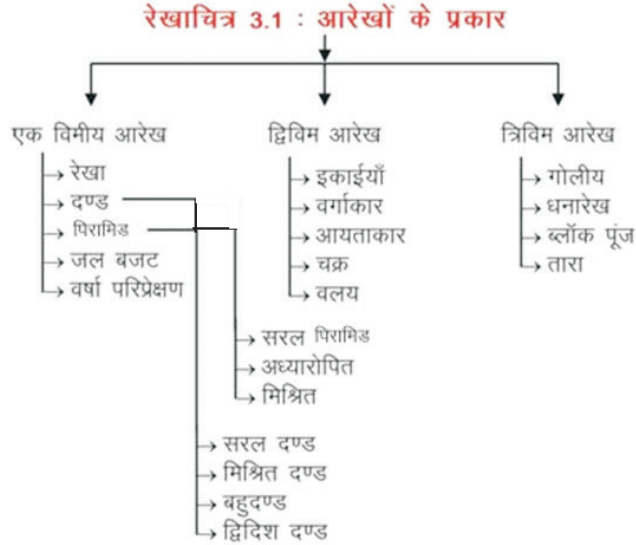 रेखाचित्र 3.1 : आरेखों के प्रकार
एक विमीय आरेख
रेखा
दण्ड
पिरामिड
जल बजट
वर्षा परिप्रेक्षण
द्विविम आरेख
इकाईयाँ
वर्गाकार
आयताकार
चक्र
वलय
त्रिविम आरेख
गोलीय
धनारेख
ब्लॉक पूंज
तारा
सरल पिरामिड
अध्यारोपित
मिश्रित
सरल दण्ड
मिश्रित दण्ड
बहुदण्ड
द्विदिश दण्ड